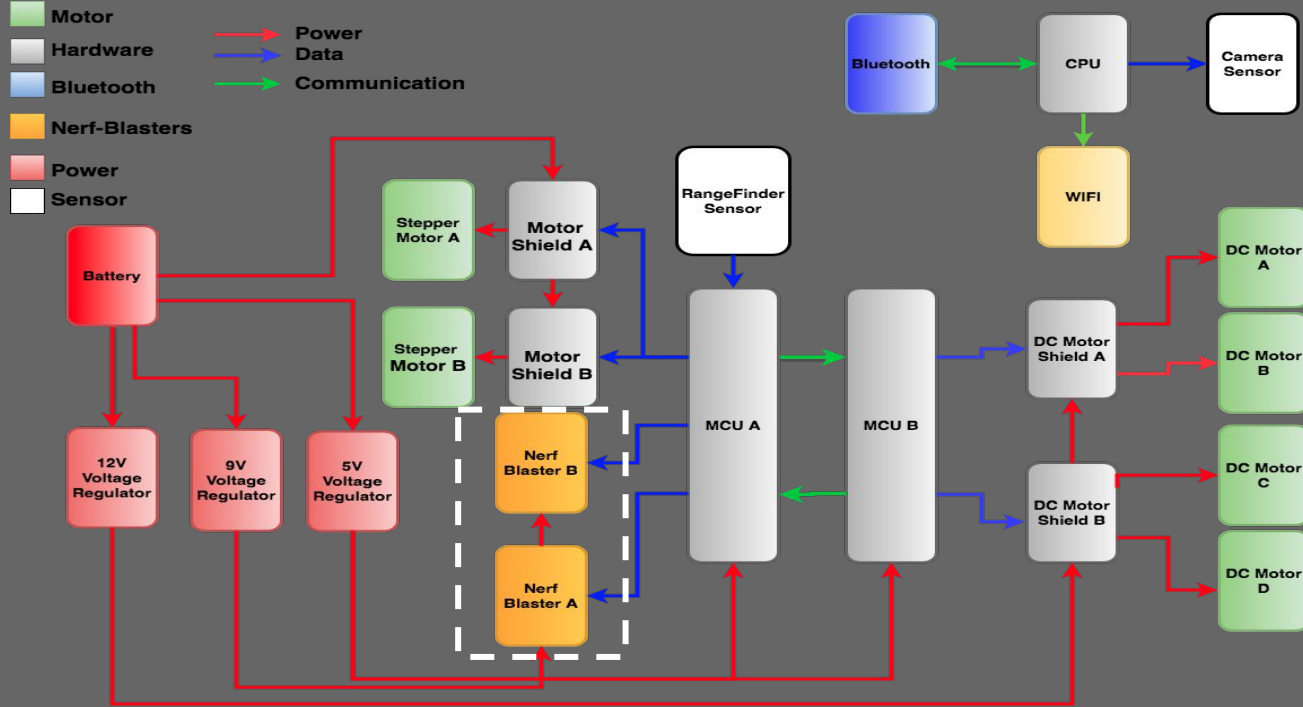 Motor
Hardware
Bluetooth
Nerf-Blasters
Power
Sensor
Power
Data
Communication
Bluetooth
CPU
Camera
Sensor
WIFI
RangeFinder
Sensor
Stepper
Motor A
Motor
Shield A
Battery
Stepper
Motor B
Motor
Shield B
DC Motor
A
DC Motor
Shield A
DC Motor
B
MCU A
MCU B
12V
Voltage
Regulator
9V
Voltage
Regulator
5V
Voltage
Regulator
Nerf
Blaster B
DC Motor
C
DC Motor
Shield B
Nerf
Blaster A
DC Motor
D